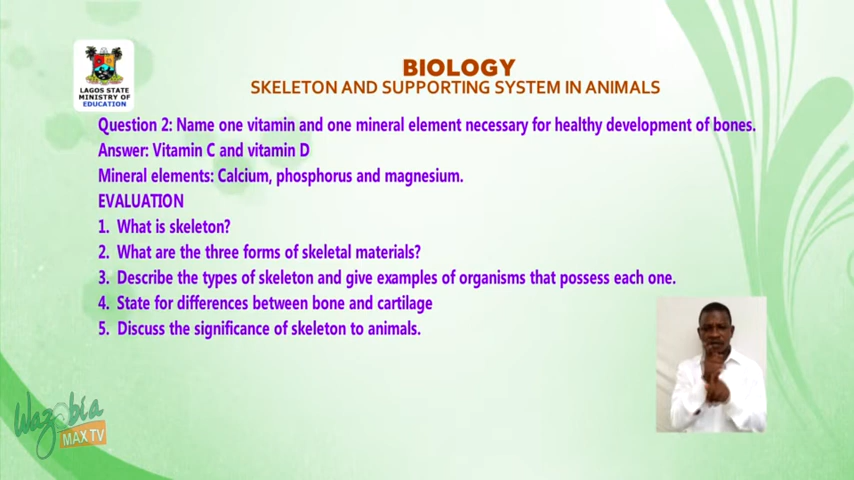 LAGOS STATE
MINISTRY OF
EDUCATION
BIOLOGY
SKELETON AND SUPPORTING SYSTEM IN ANIMALS
Question 2: Name one vitamin and one mineral element necessary for healthy development of bones.
Answer: Vitamin C and vitamin D
Mineral elements: Calcium, phosphorus and magnesium.
EVALUATION
1. What is skeleton?
2. What are the three forms of skeletal materials?
3. Describe the types of skeleton and give examples of organisms that possess each one.
4. State for differences between bone and cartilage
5. Discuss the significance of skeleton to animals.
Wazobia
MAX TV